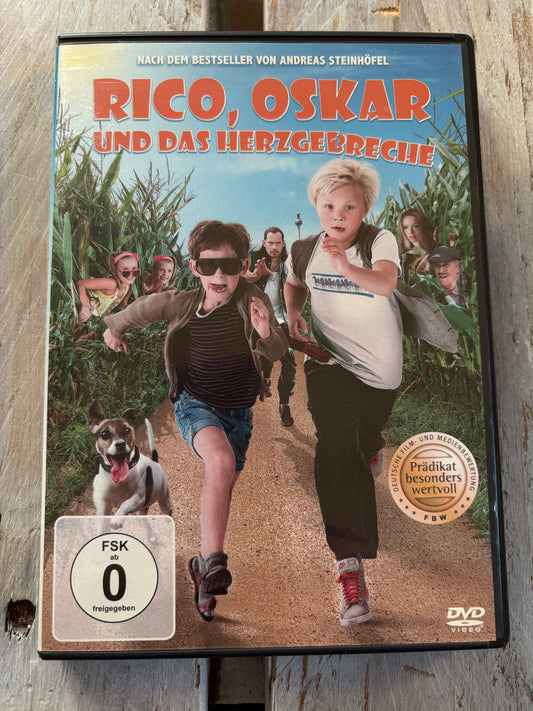 NACH DEM BESTSELLER VON ANDREAS STEINHÖFEL
RICO, OSKAR
UND DAS HERZGEBRECHE
DEUTSCHE FILM- UND MEDIENBEWERTUNG
Prädikat
besonders
wertvoll
FBW
FSK
ab
0
freigegeben
DVD
VIDEO